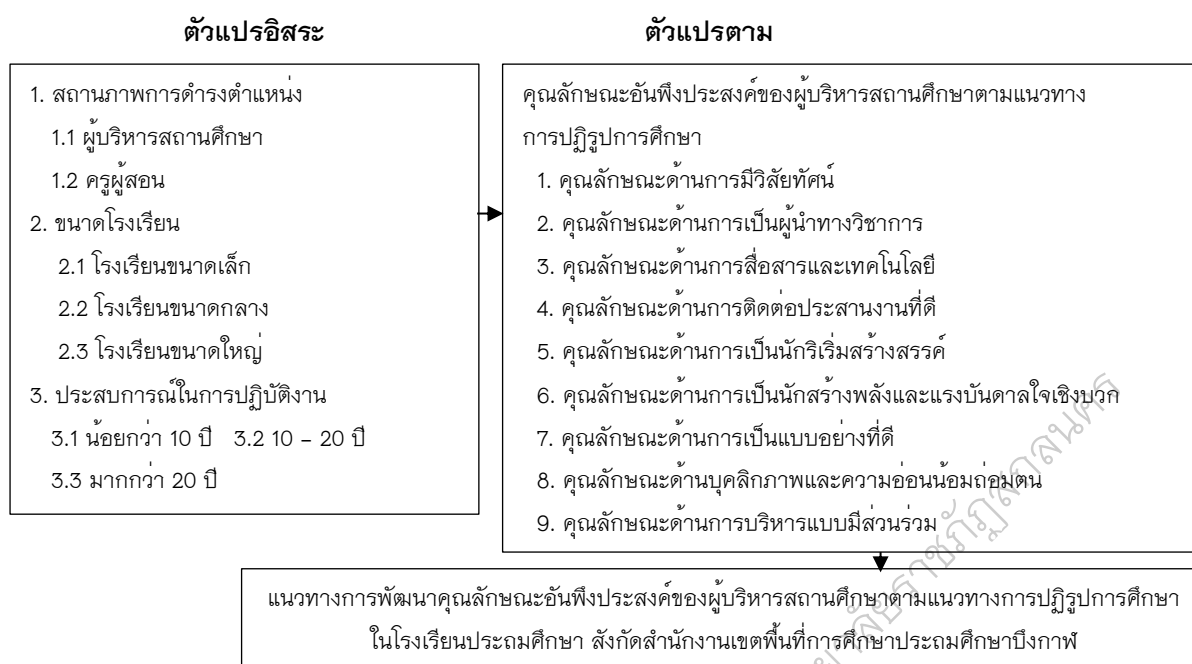 ตัวแปรอิสระ
ตัวแปรตาม
1. สถานภาพการดำรงตำแหน่ง
1.1 ผู้บริหารสถานศึกษา
1.2 ครูผู้สอน
2. ขนาดโรงเรียน
2.1 โรงเรียนขนาดเล็ก
2.2 โรงเรียนขนาดกลาง
2.3 โรงเรียนขนาดใหญ่
3. ประสบการณ์ในการปฏิบัติงาน
3.1 น้อยกว่า 10 ปี 3.2 10 – 20 ปี
3.3 มากกว่า 20 ปี
คุณลักษณะอันพึงประสงค์ของผู้บริหารสถานศึกษาตามแนวทาง
การปฏิรูปการศึกษา
1. คุณลักษณะด้านการมีวิสัยทัศน์
2. คุณลักษณะด้านการเป็นผู้นำทางวิชาการ
3. คุณลักษณะด้านการสื่อสารและเทคโนโลยี
4. คุณลักษณะด้านการติดต่อประสานงานที่ดี
5. คุณลักษณะด้านการเป็นนักริเริ่มสร้างสรรค์
6. คุณลักษณะด้านการเป็นนักสร้างพลังและแรงบันดาลใจเชิงบวก
7. คุณลักษณะด้านการเป็นแบบอย่างที่ดี
8. คุณลักษณะด้านบุคลิกภาพและความอ่อนน้อมถ่อมตน
9. คุณลักษณะด้านการบริหารแบบมีส่วนร่วม
แนวทางการพัฒนาคุณลักษณะอันพึงประสงค์ของผู้บริหารสถานศึกษาตามแนวทางการปฏิรูปการศึกษา
ในโรงเรียนประถมศึกษา สังกัดสำนักงานเขตพื้นที่การศึกษาประถมศึกษาบึงกาฬ